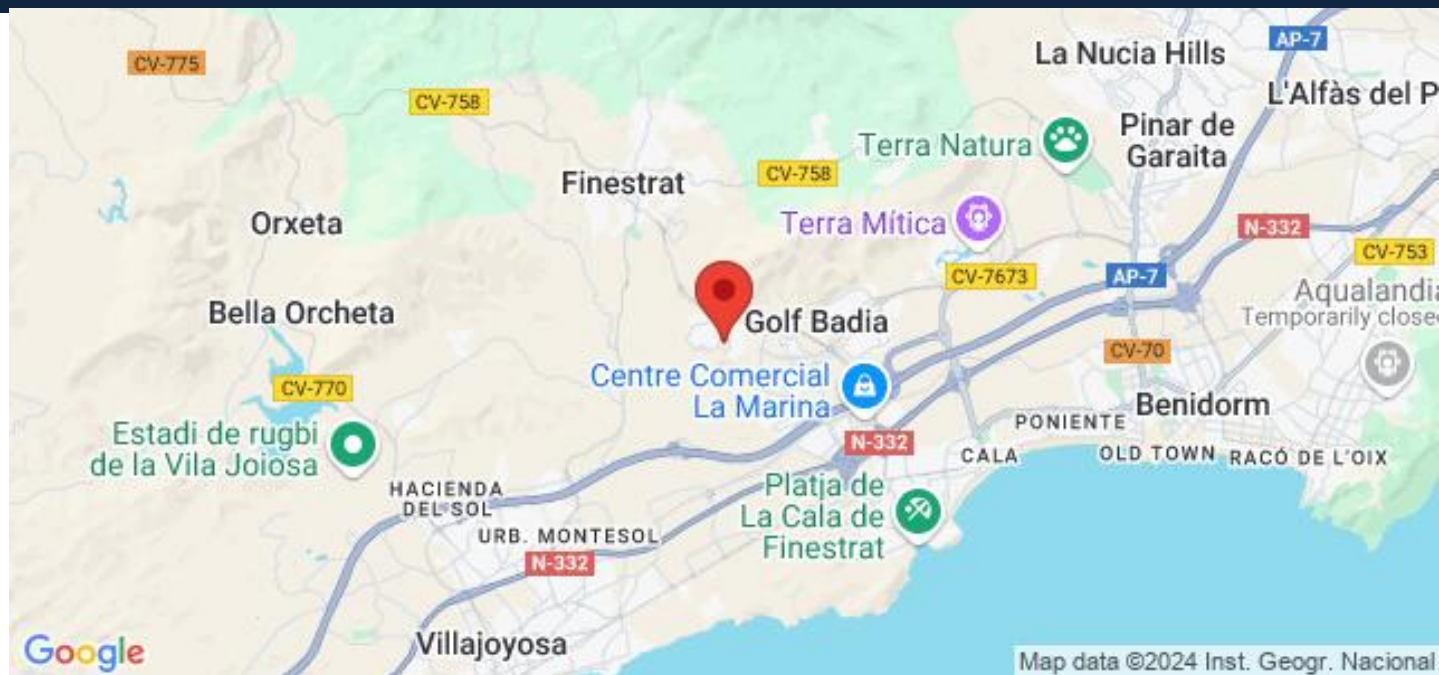 CV-775
CV-758
La Nucia Hills
AP-7
L'Alfàs del P
Terra Natura
Pinar de
Garaita
Finestrat
CV-758
Orxeta
Terra Mítica
N-332
CV-753
CV-7673
AP-7
Aqualandia
Temporarily close
Bella Orcheta
Golf Badia
CV-70
Centre Comercial
La Marina
CV-770
Benidorm
PONIENTE
Estadi de rugbi
de la Vila Joiosa
N-332
CALA
OLD TOWN
RACÓ DE L'OIX
HACIENDA
DEL SOL
Platja de
La Cala de
Finestrat
URB. MONTESOL
N-332
Villajoyosa
Google
Map data ©2024 Inst. Geogr. Nacional